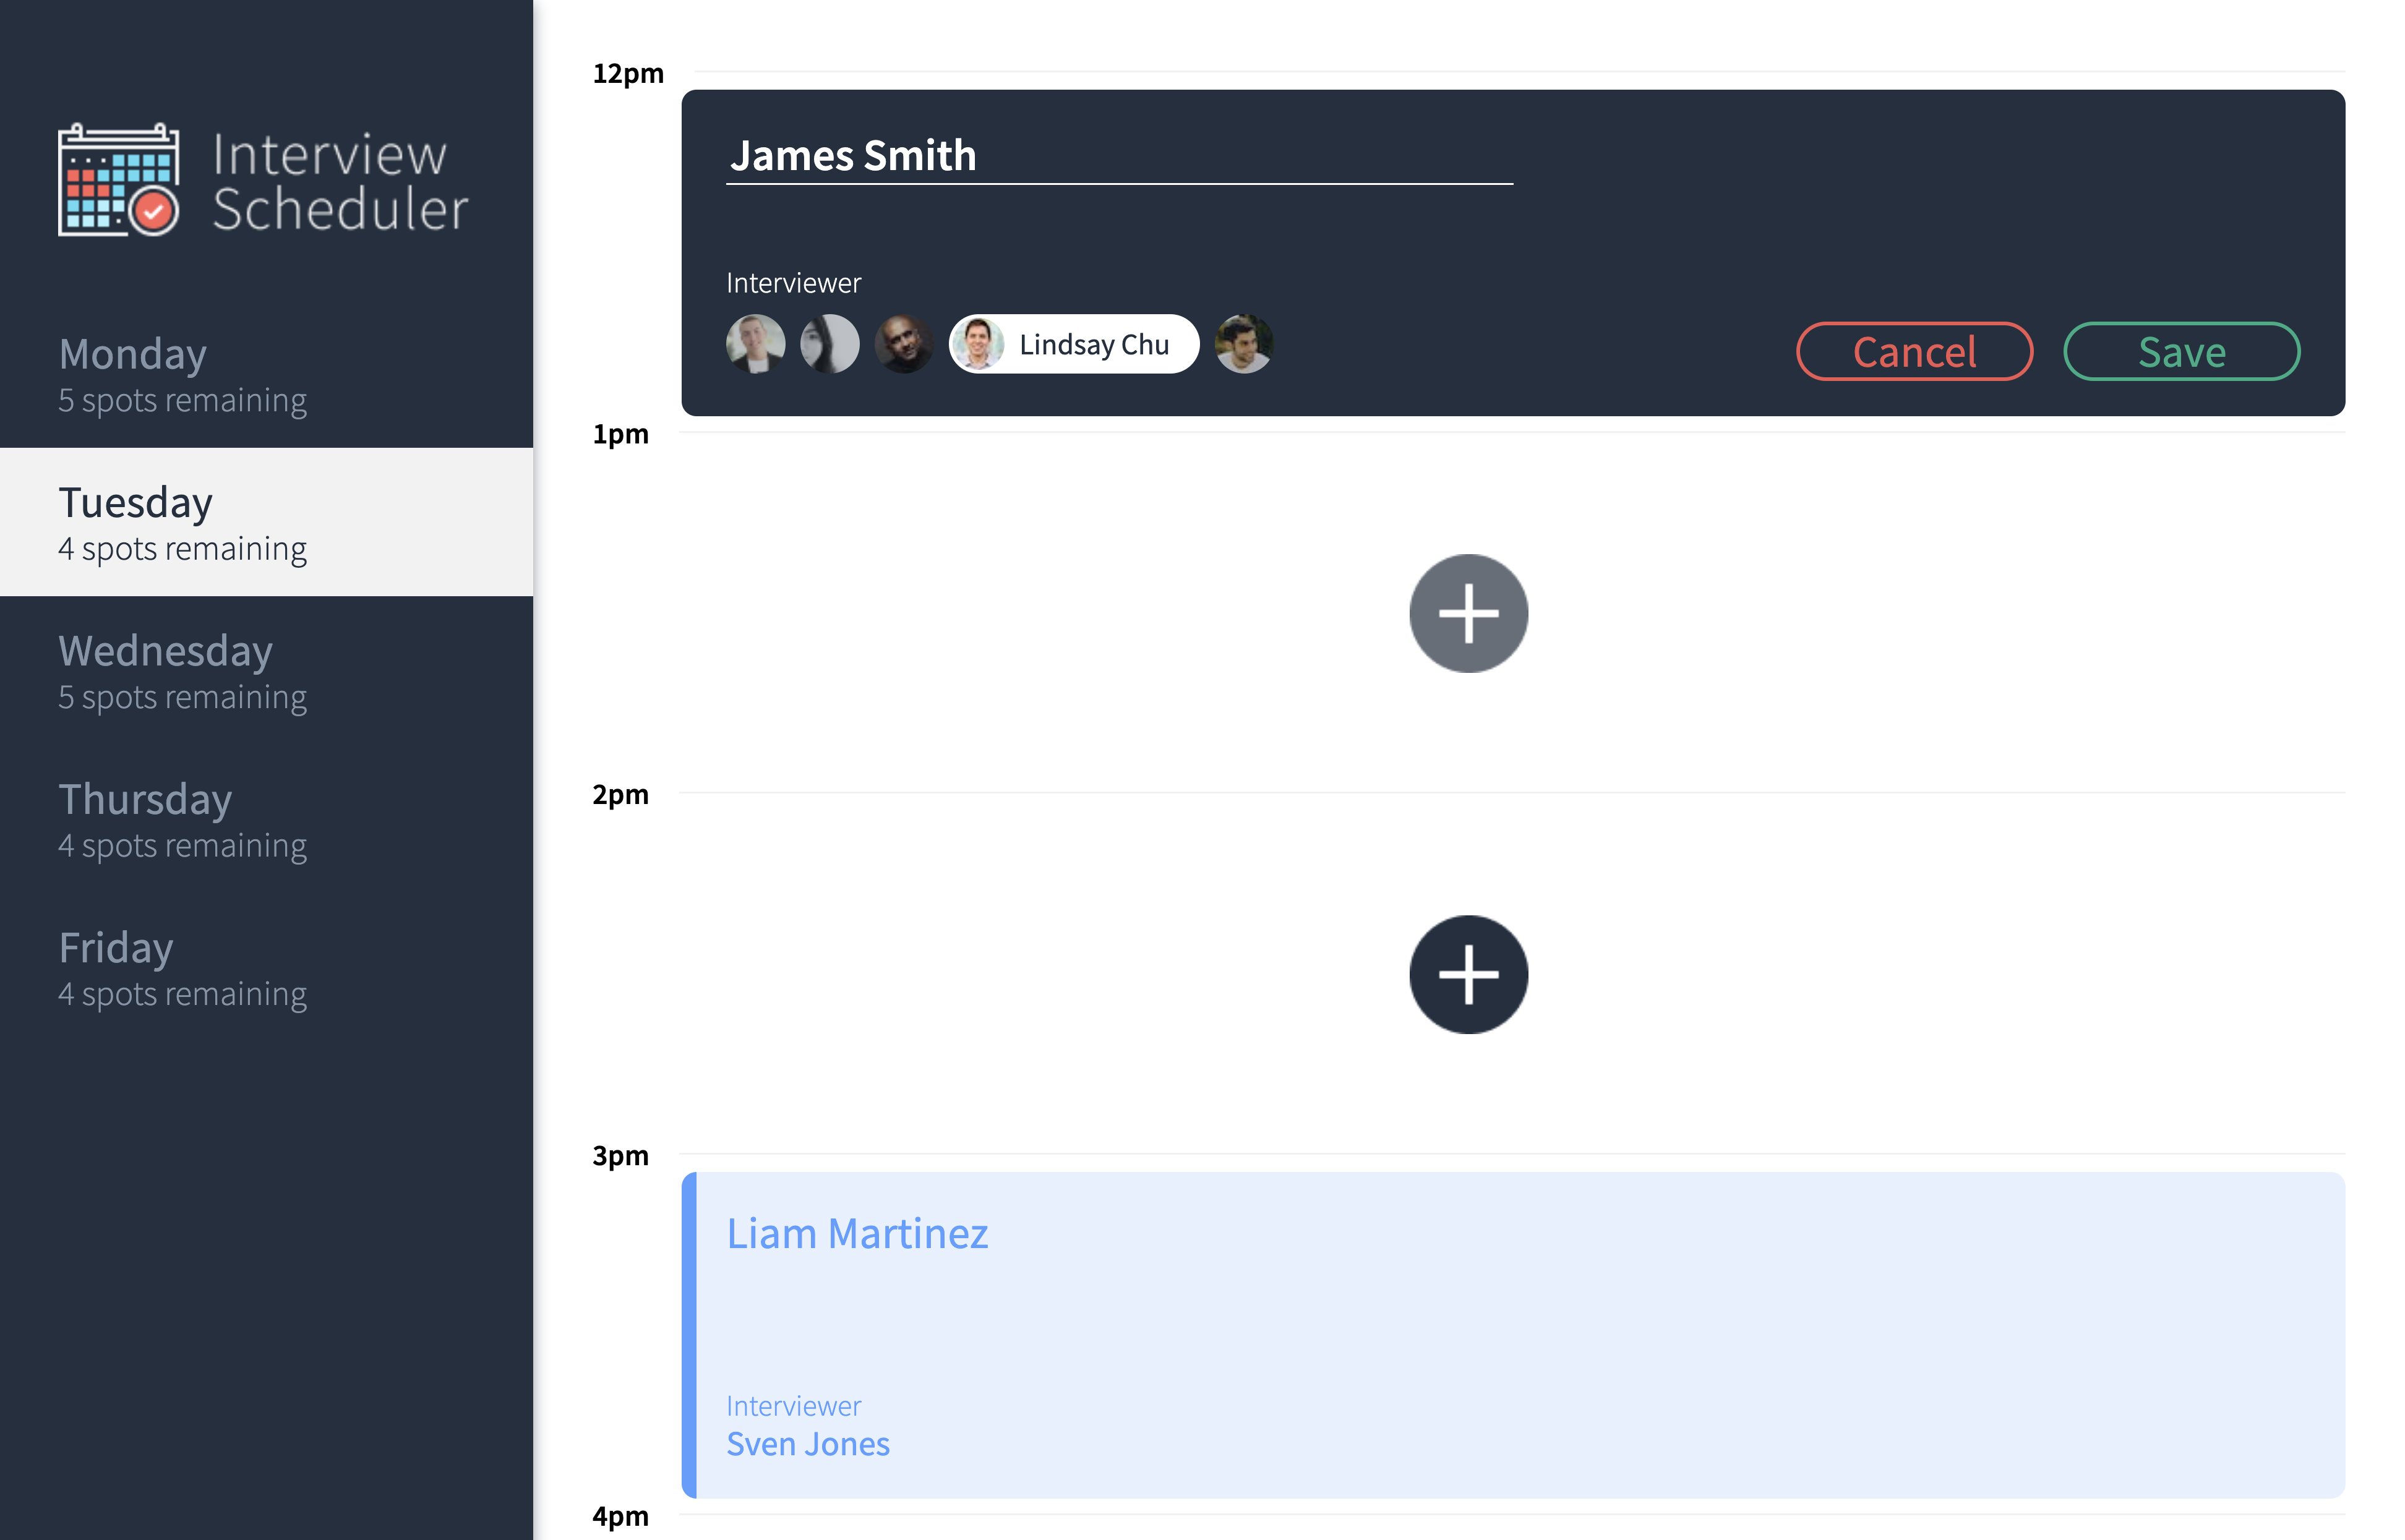 Interview
Scheduler
Monday
5 spots remaining
Tuesday
4 spots remaining
Wednesday
5 spots remaining
Thursday
4 spots remaining
Friday
4 spots remaining
12pm
James Smith
Interviewer
Lindsay Chu
Cancel
Save
1pm
2pm
3pm
Liam Martinez
Interviewer
Sven Jones
4pm